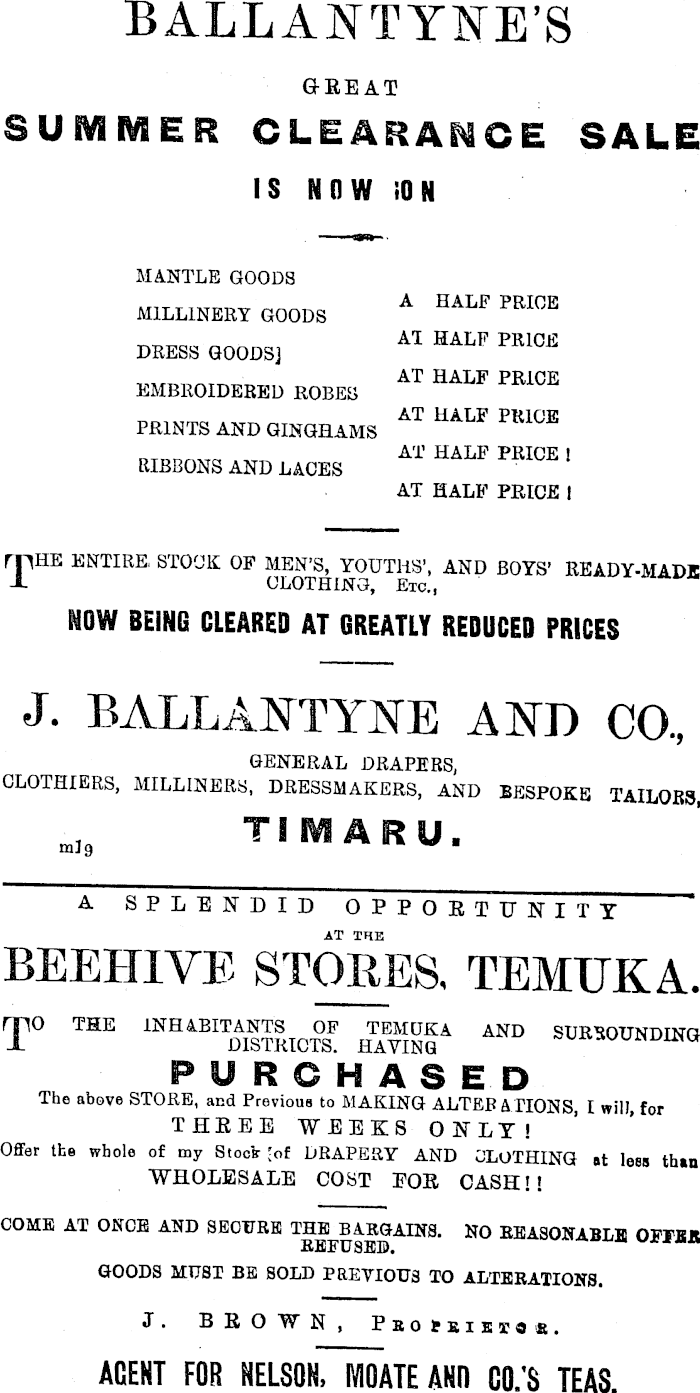 BALLANTYNE'S
GREAT
SUMMER CLEARANCE SALE
IS NOW ON
MANTLE GOODS
A HALF PRICE
MILLINERY GOODS
AT HALF PRICE
DRESS GOODS]
AT HALF PRICE
EMBROIDERED ROBES
AT HALF PRICE
PRINTS AND GINGHAMS
AT HALF PRICE !
RIBBONS AND LACES
AT HALF PRICE !
THE ENTIRE STOCK OF MEN'S, YOUTHS', AND BOYS' READY-MADE
CLOTHING, ETC.,
NOW BEING CLEARED AT GREATLY REDUCED PRICES
J. BALLANTYNE AND CO.,
GENERAL DRAPERS,
CLOTHIERS, MILLINERS, DRESSMAKERS, AND BESPOKE TAILORS,
TIMARU.
m19
A SPLENDID OPPORTUNITY
AT THE
BEEHIVE STORES, TEMUKA.
TO THE INHABITANTS OF TEMUKA AND SURROUNDING
DISTRICTS. HAVING
PURCHASED
The above STORE, and Previous to MAKING ALTERATIONS, I will, for
THREE WEEKS ONLY!
Offer the whole of my Stock [of DRAPERY AND CLOTHING at less than
WHOLESALE COST FOR CASH!!
COME AT ONCE AND SECURE THE BARGAINS. NO REASONABLE OFFER
REFUSED.
GOODS MUST BE SOLD PREVIOUS TO ALTERATIONS.
J. BROWN, PROPRIETOR.
AGENT FOR NELSON, MOATE AND CO.'S TEAS.